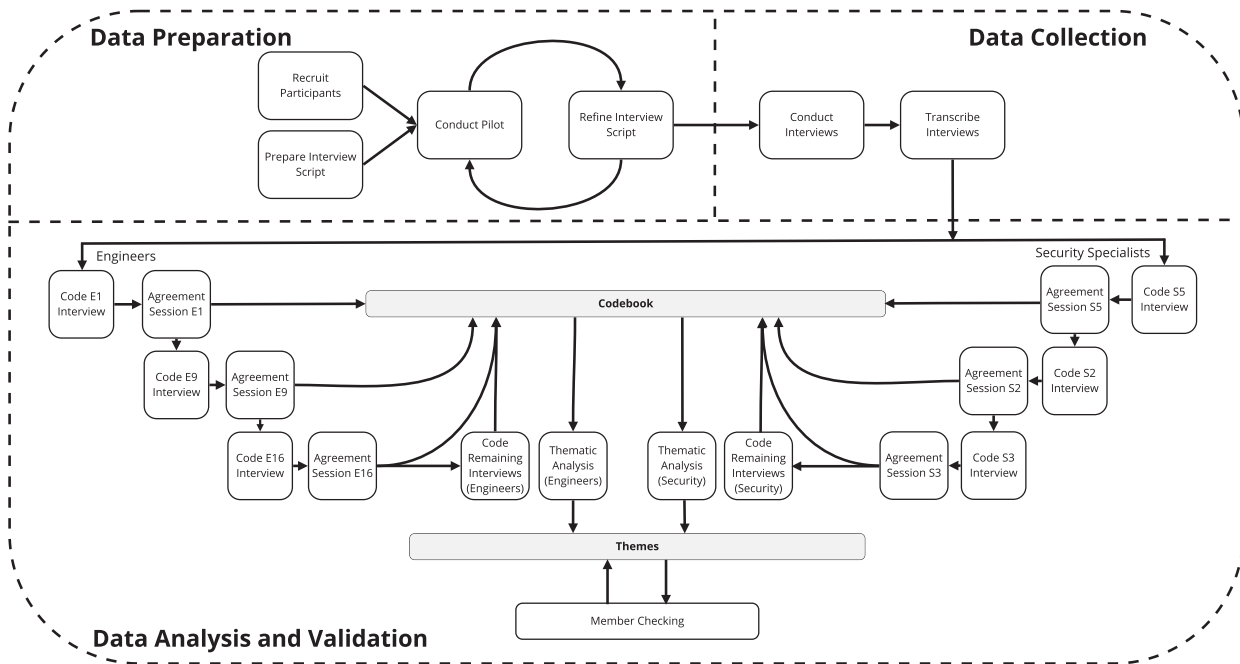 Data Preparation
Data Collection
Recruit
Participants
Prepare Interview
Script
Conduct Pilot
Refine Interview
Script
Conduct
Interviews
Transcribe
Interviews
Engineers
Security Specialists
Code E1
Interview
Agreement
Session E1
Codebook
Agreement
Session S5
Code S5
Interview
Code E9
Interview
Agreement
Session E9
Agreement
Session S2
Code S2
Interview
Code E16
Interview
Agreement
Session E16
Code
Remaining
Interviews
(Engineers)
Thematic
Analysis
(Engineers)
Thematic
Analysis
(Security)
Code
Remaining
Interviews
(Security)
Agreement
Session S3
Code S3
Interview
Themes
Member Checking
Data Analysis and Validation